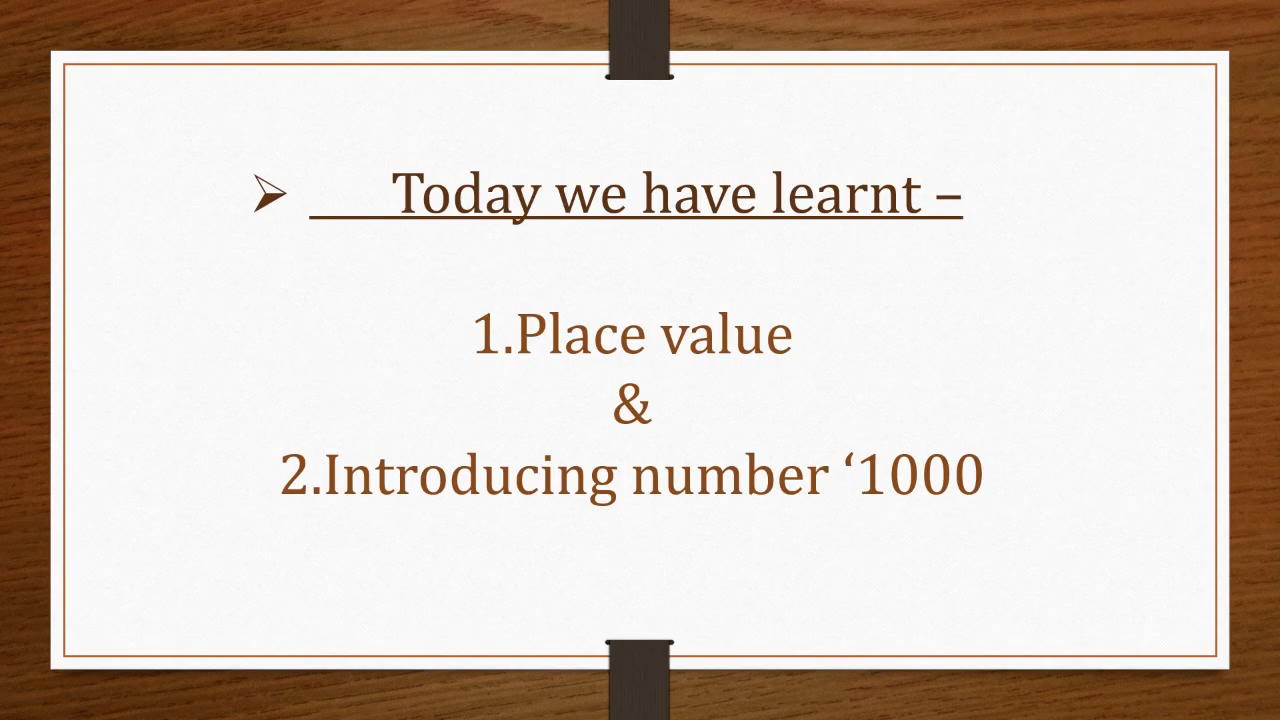 ➢ Today we have learnt –
1.Place value
&
2.Introducing number ‘1000